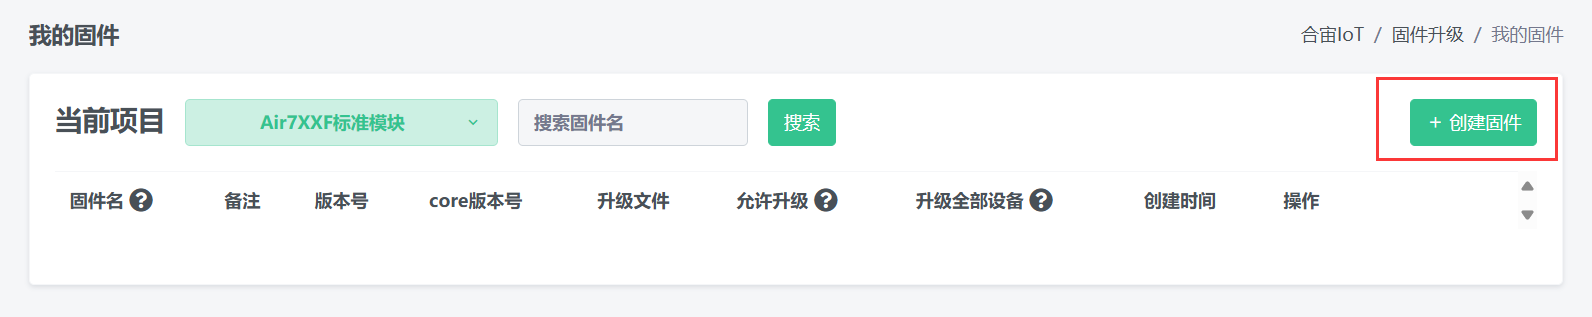 我的固件
合宙IoT / 固件升级 / 我的固件
当前项目 Air7XXF标准模块 搜索固件名 搜索 + 创建固件
固件名 ? 备注 版本号 core版本号 升级文件 允许升级 ? 升级全部设备 ? 创建时间 操作